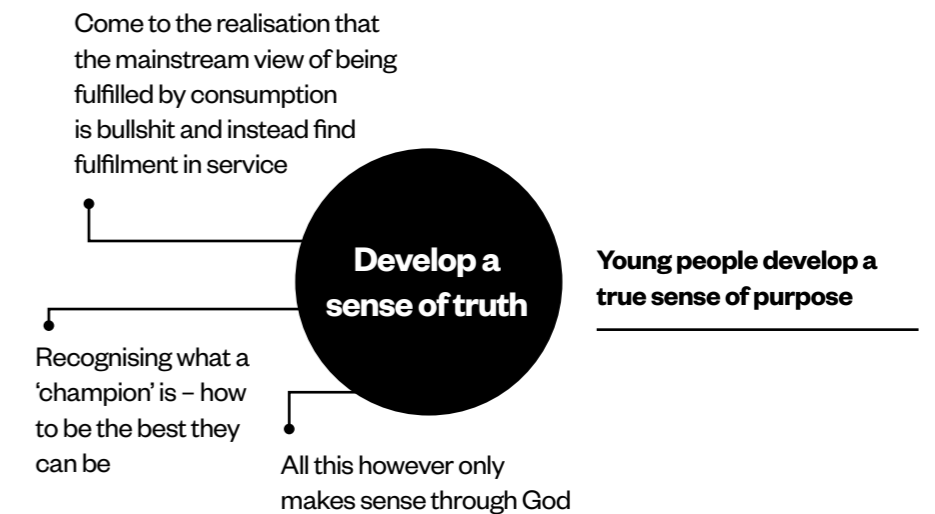 Come to the realisation that
the mainstream view of being
fulfilled by consumption
is bullshit and instead find
fulfilment in service
Develop a
sense of truth
Young people develop a
true sense of purpose
Recognising what a
‘champion’ is – how
to be the best they
can be
All this however only
makes sense through God